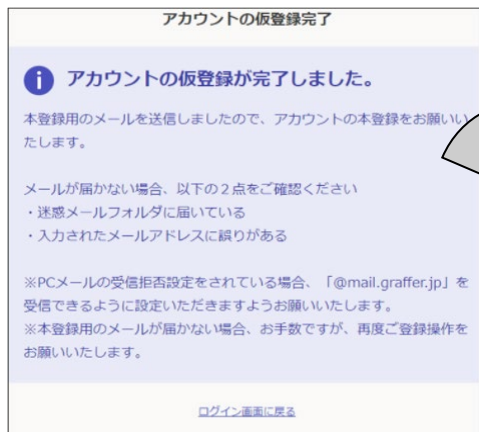 アカウントの仮登録完了
アカウントの仮登録が完了しました。
本登録用のメールを送信しましたので、アカウントの本登録をお願いい
たします。
メールが届かない場合、以下の2点をご確認ください
・迷惑メールフォルダに届いている
・入力されたメールアドレスに誤りがある
※PCメールの受信拒否設定をされている場合、「@mail.graffer.jp」を
受信できるように設定いただきますようお願いいたします。
※本登録用のメールが届かない場合、お手数ですが、再度ご登録操作を
お願いいたします。
ログイン画面に戻る